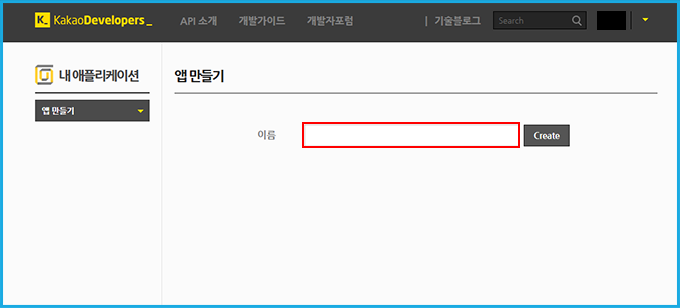 K_ KakaoDevelopers_ API 소개 개발가이드 개발자포럼 | 기술블로그 Search
내 애플리케이션
앱 만들기
앱 만들기
이름 Create